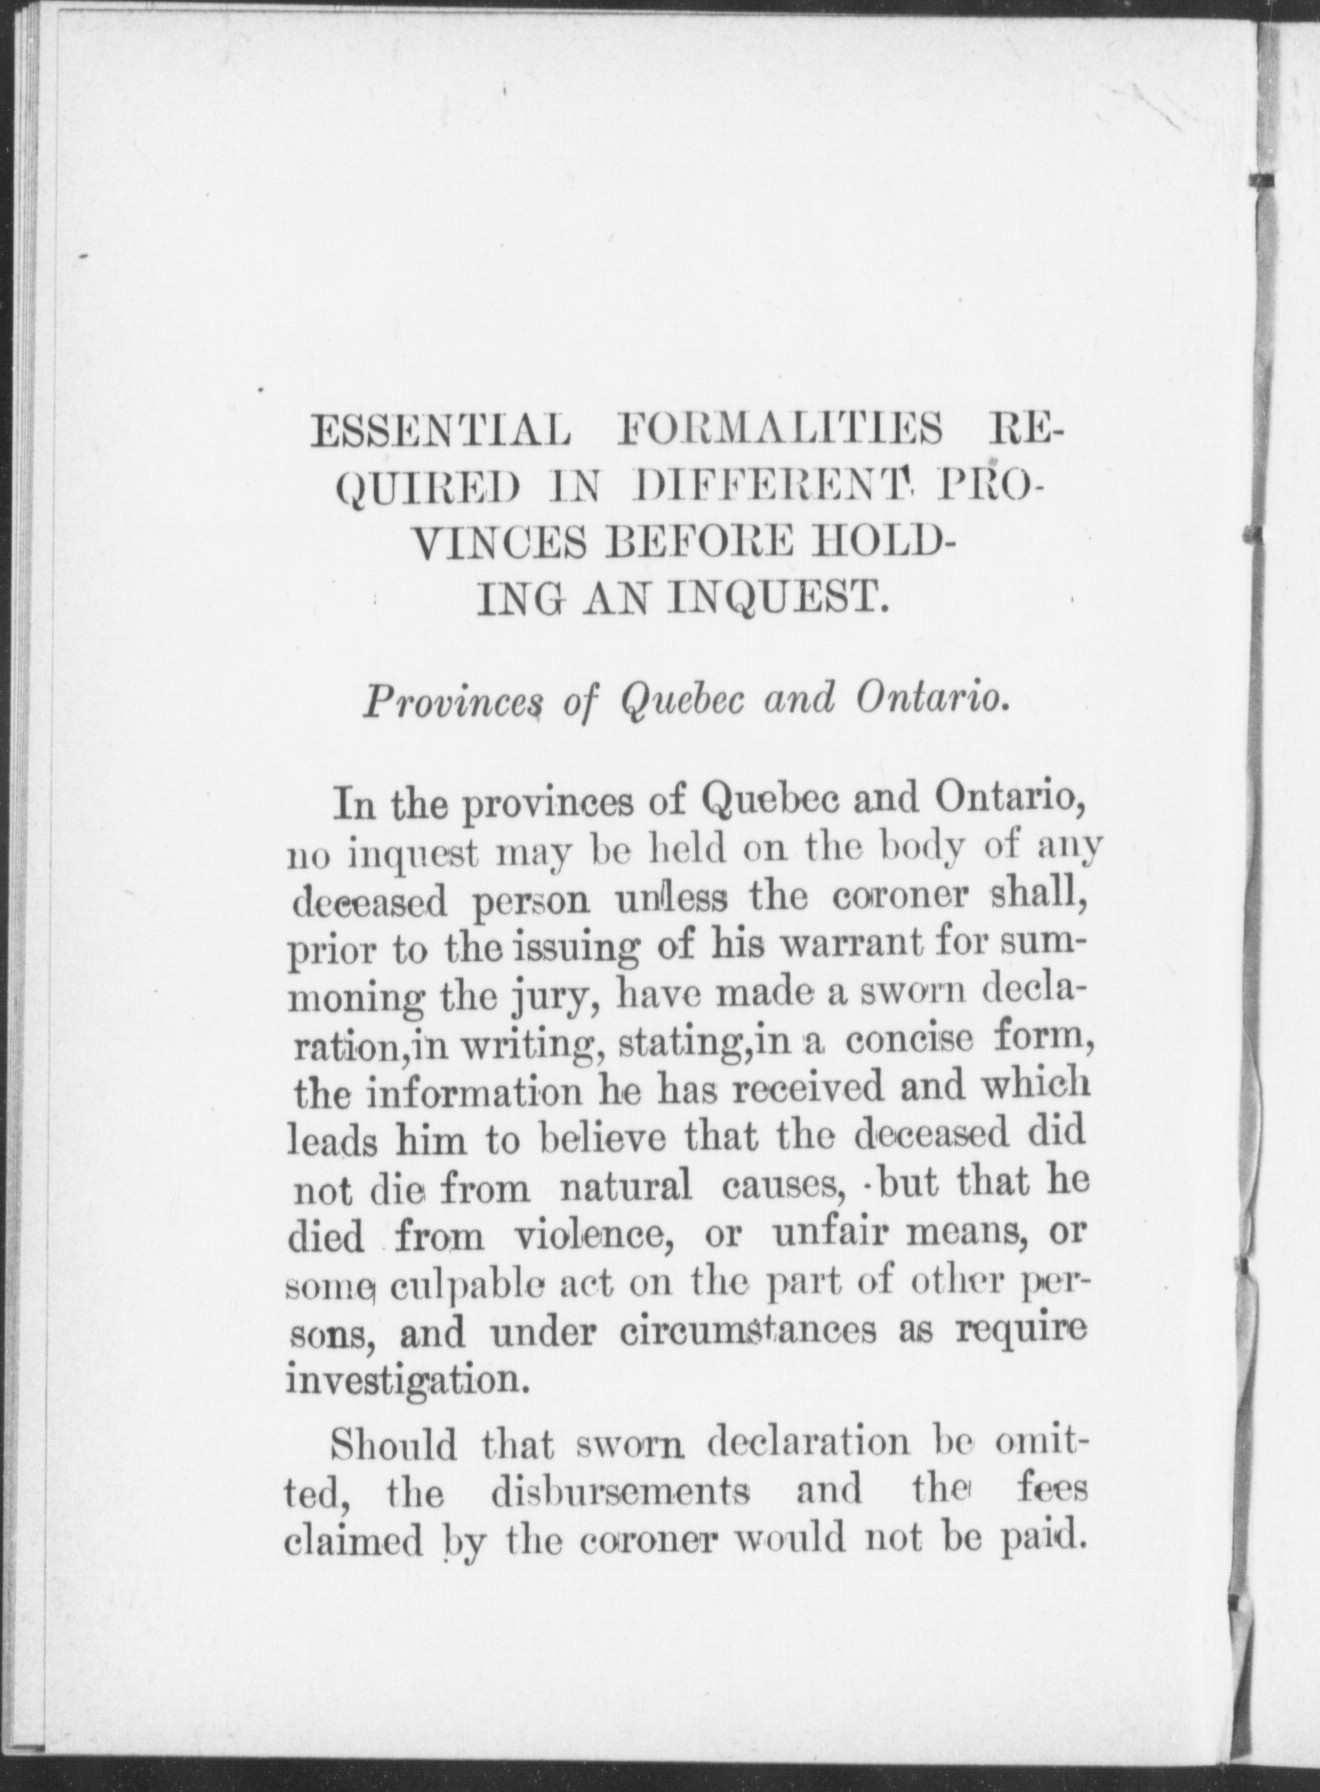 ESSENTIAL FORMALITIES RE-
QUIRED IN DIFFERENT PRO-
VINCES BEFORE HOLD-
ING AN INQUEST.
Provinces of Quebec and Ontario.
In the provinces of Quebec and Ontario,
no inquest may be held on the body of any
deceased person unless the coroner shall,
prior to the issuing of his warrant for sum-
moning the jury, have made a sworn decla-
ration,in writing, stating,in a concise form,
the information he has received and which
leads him to believe that the deceased did
not die from natural causes, but that he
died from violence, or unfair means, or
some culpable act on the part of other per-
sons, and under circumstances as require
investigation.
Should that sworn declaration be omit-
ted, the disbursements and the fees
claimed by the coroner would not be paid.